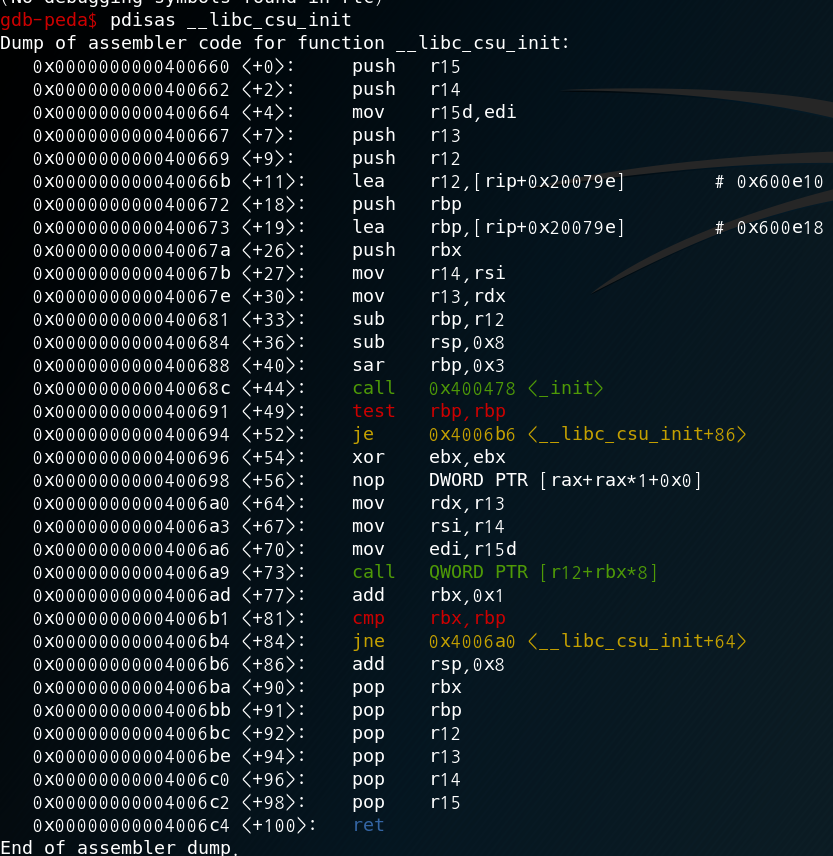 (No debugging symbols found in rlc)
gdb-peda$ pdisas __libc_csu_init
Dump of assembler code for function __libc_csu_init:
0x0000000000400660 <+0>: push r15
0x0000000000400662 <+2>: push r14
0x0000000000400664 <+4>: mov r15d,edi
0x0000000000400667 <+7>: push r13
0x0000000000400669 <+9>: push r12
0x000000000040066b <+11>: lea r12,[rip+0x20079e] # 0x600e10
0x0000000000400672 <+18>: push rbp
0x0000000000400673 <+19>: lea rbp,[rip+0x20079e] # 0x600e18
0x000000000040067a <+26>: push rbx
0x000000000040067b <+27>: mov r14,rsi
0x000000000040067e <+30>: mov r13,rdx
0x0000000000400681 <+33>: sub rbp,r12
0x0000000000400684 <+36>: sub rsp,0x8
0x0000000000400688 <+40>: sar rbp,0x3
0x000000000040068c <+44>: call 0x400478 <_init>
0x0000000000400691 <+49>: test rbp,rbp
0x0000000000400694 <+52>: je 0x4006b6 <__libc_csu_init+86>
0x0000000000400696 <+54>: xor ebx,ebx
0x0000000000400698 <+56>: nop DWORD PTR [rax+rax*1+0x0]
0x00000000004006a0 <+64>: mov rdx,r13
0x00000000004006a3 <+67>: mov rsi,r14
0x00000000004006a6 <+70>: mov edi,r15d
0x00000000004006a9 <+73>: call QWORD PTR [r12+rbx*8]
0x00000000004006ad <+77>: add rbx,0x1
0x00000000004006b1 <+81>: cmp rbx,rbp
0x00000000004006b4 <+84>: jne 0x4006a0 <__libc_csu_init+64>
0x00000000004006b6 <+86>: add rsp,0x8
0x00000000004006ba <+90>: pop rbx
0x00000000004006bb <+91>: pop rbp
0x00000000004006bc <+92>: pop r12
0x00000000004006be <+94>: pop r13
0x00000000004006c0 <+96>: pop r14
0x00000000004006c2 <+98>: pop r15
0x00000000004006c4 <+100>: ret
End of assembler dump.